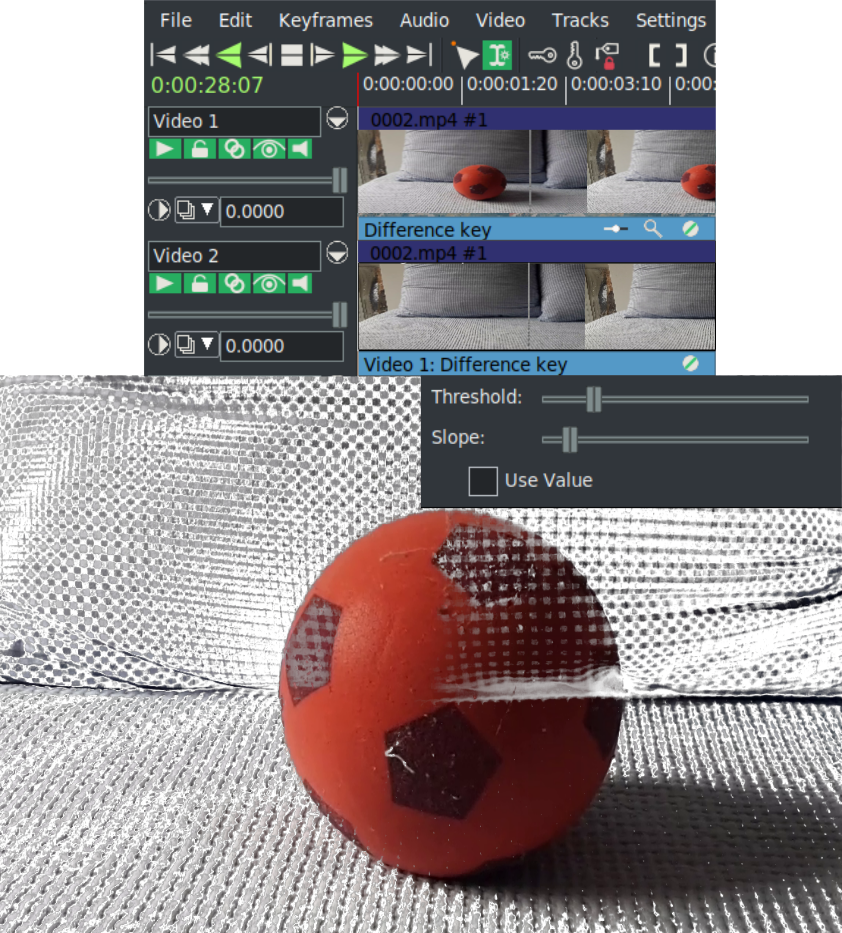 File Edit Keyframes Audio Video Tracks Settings
0:00:28:07 0:00:00:00 0:00:01:20 0:00:03:10 0:00:
Video 1
0002.mp4 #1
0.0000
Difference key
Video 2
0002.mp4 #1
0.0000
Video 1: Difference key
Threshold:
Slope:
Use Value